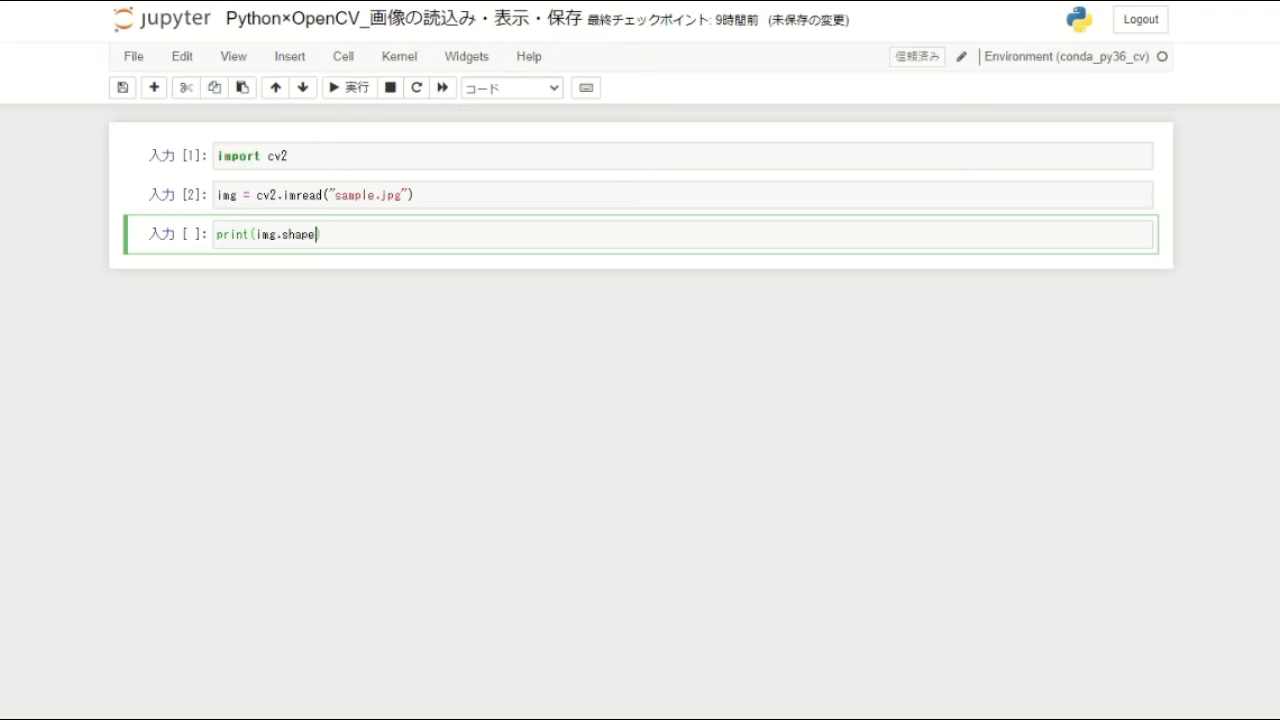 jupyter Python×OpenCV_画像の読込み・表示・保存 最終チェックポイント: 9時間前 (未保存の変更) Logout
File Edit View Insert Cell Kernel Widgets Help 信頼済み Environment (conda_py36_cv)
実行 コード
入力 [1]: import cv2
入力 [2]: img = cv2.imread("sample.jpg")
入力 [ ]: print(img.shape)